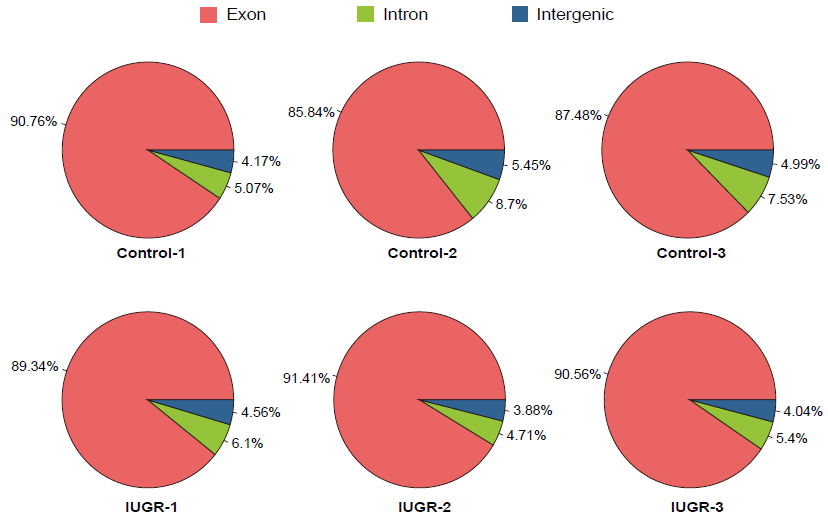 Exon Intron Intergenic
90.76%
4.17%
5.07%
Control-1
85.84%
5.45%
8.7%
Control-2
87.48%
4.99%
7.53%
Control-3
89.34%
4.56%
6.1%
IUGR-1
91.41%
3.88%
4.71%
IUGR-2
90.56%
4.04%
5.4%
IUGR-3